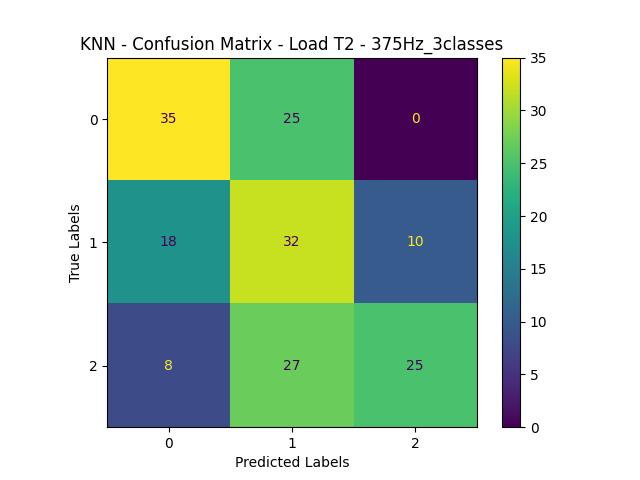 KNN - Confusion Matrix - Load T2 - 375Hz_3classes
35
0 35 25 0
30
25
True Labels
1 18 32 10
20
15
10
2 8 27 25
5
0
0 1 2
Predicted Labels